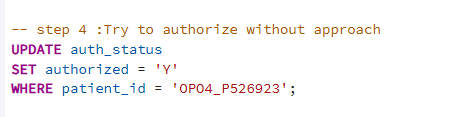 -- step 4 :Try to authorize without approach
UPDATE auth_status
SET authorized = 'Y'
WHERE patient_id = 'OPO4_P526923';